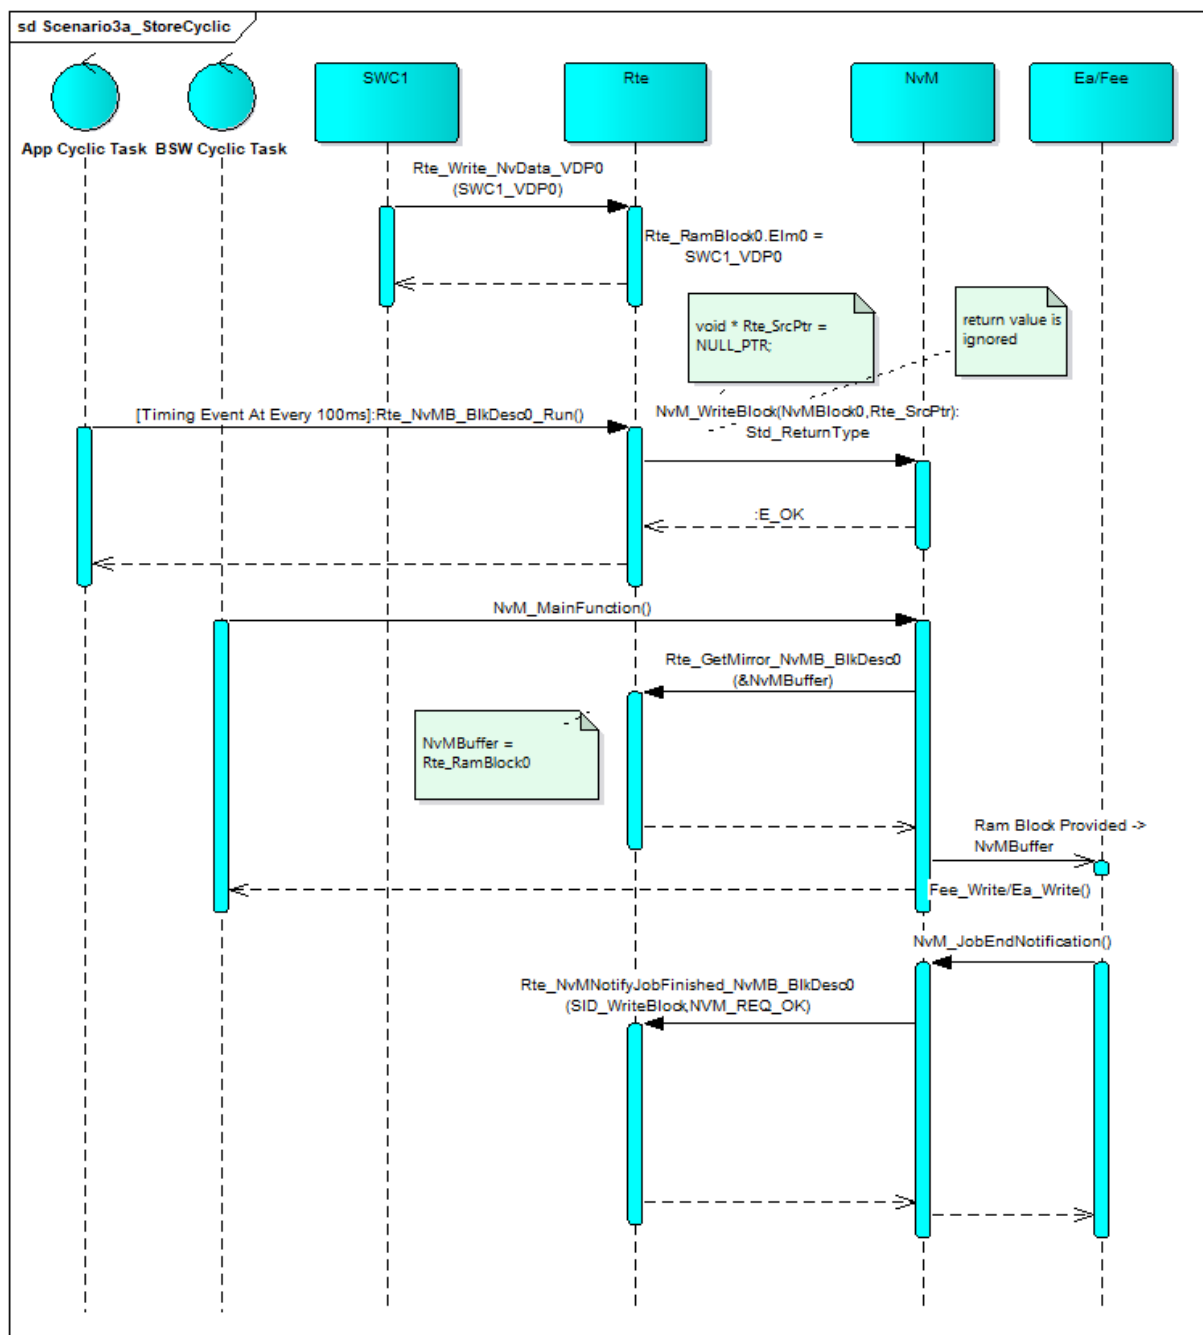 sd Scenario3a_StoreCyclic
SWC1
Rte
NvM
Ea/Fee
App Cyclic Task
BSW Cyclic Task
Rte_Write_NvData_VDP0
(SWC1_VDP0)
Rte_RamBlock0.Elm0 =
SWC1_VDP0
void * Rte_SrcPtr =
NULL_PTR;
return value is
ignored
[Timing Event At Every 100ms]:Rte_NvMB_BlkDesc0_Run()
NvM_WriteBlock(NvMBlock0,Rte_SrcPtr):
Std_ReturnType
:E_OK
NvM_MainFunction()
Rte_GetMirror_NvMB_BlkDesc0
(&NvMBuffer)
NvMBuffer =
Rte_RamBlock0
Ram Block Provided ->
NvMBuffer
Fee_Write/Ea_Write()
NvM_JobEndNotification()
Rte_NvMNotifyJobFinished_NvMB_BlkDesc0
(SID_WriteBlock,NVM_REQ_OK)